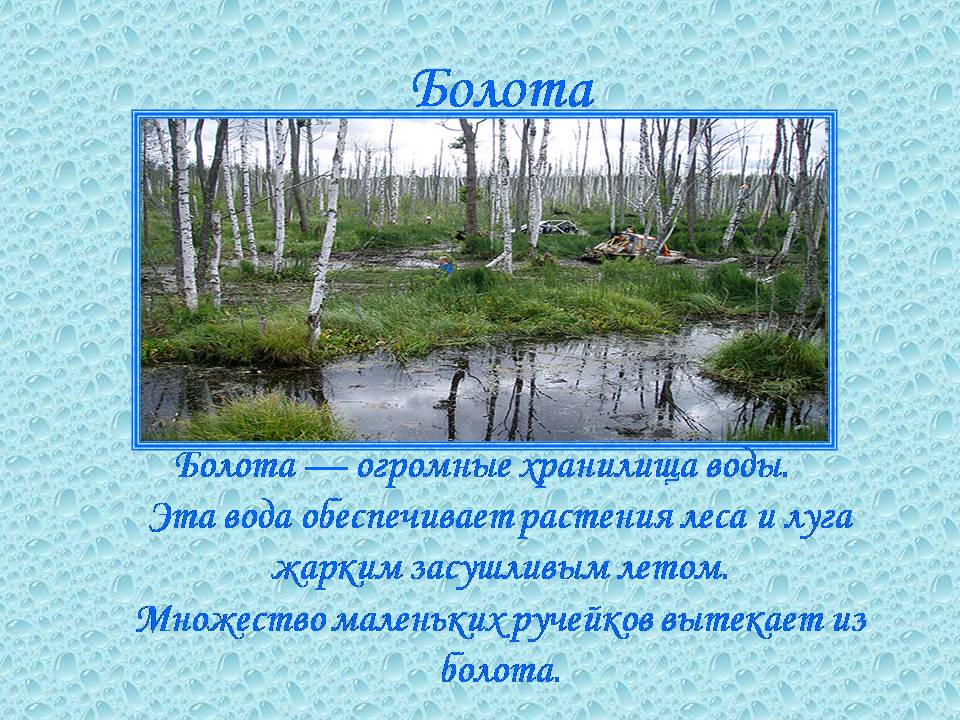 Болота
Болота — огромные хранилища воды.
Эта вода обеспечивает растения леса и луга
жарким засушливым летом.
Множество маленьких ручейков вытекает из
болота.